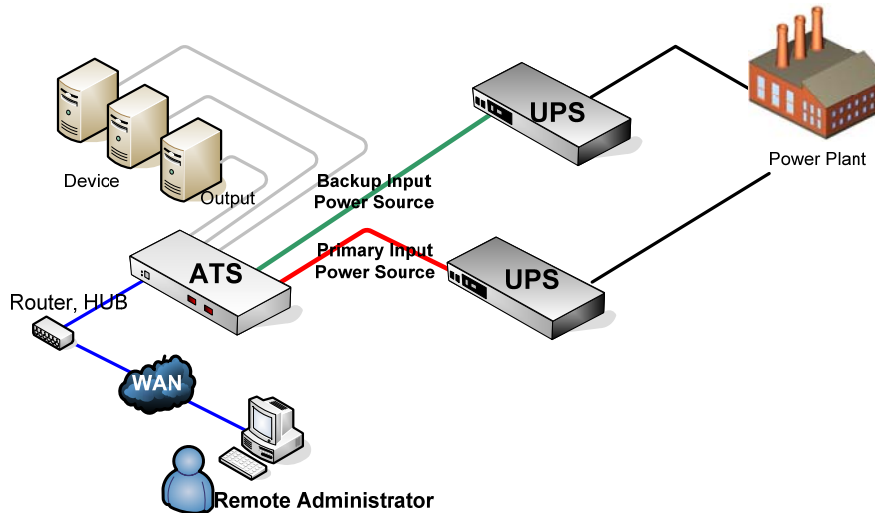 UPS
Power Plant
Device
Output
Backup Input
Power Source
ATS
Primary Input
Power Source
UPS
Router, HUB
WAN
Remote Administrator